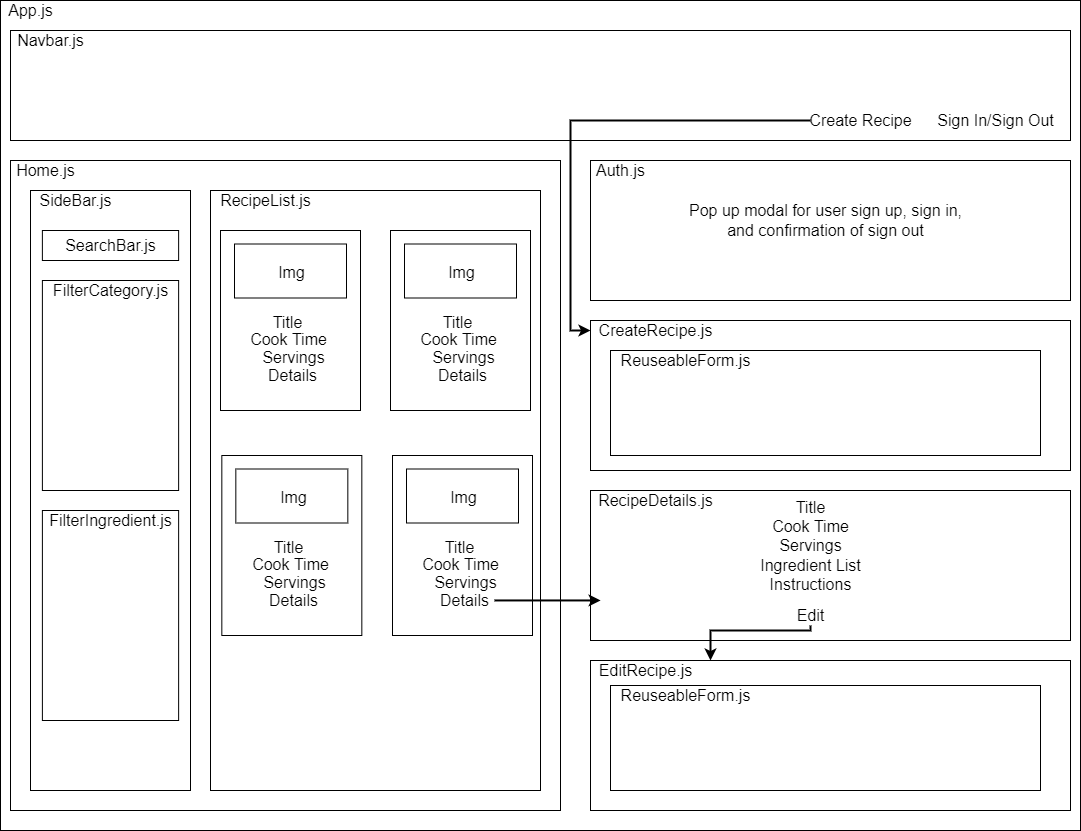 App.js
Navbar.js
Create Recipe
Sign In/Sign Out
Home.js
SideBar.js
SearchBar.js
FilterCategory.js
FilterIngredient.js
RecipeList.js
Img
Title
Cook Time
Servings
Details
Img
Title
Cook Time
Servings
Details
Img
Title
Cook Time
Servings
Details
Img
Title
Cook Time
Servings
Details
Auth.js
Pop up modal for user sign up, sign in,
and confirmation of sign out
CreateRecipe.js
ReuseableForm.js
RecipeDetails.js
Title
Cook Time
Servings
Ingredient List
Instructions
Edit
EditRecipe.js
ReuseableForm.js